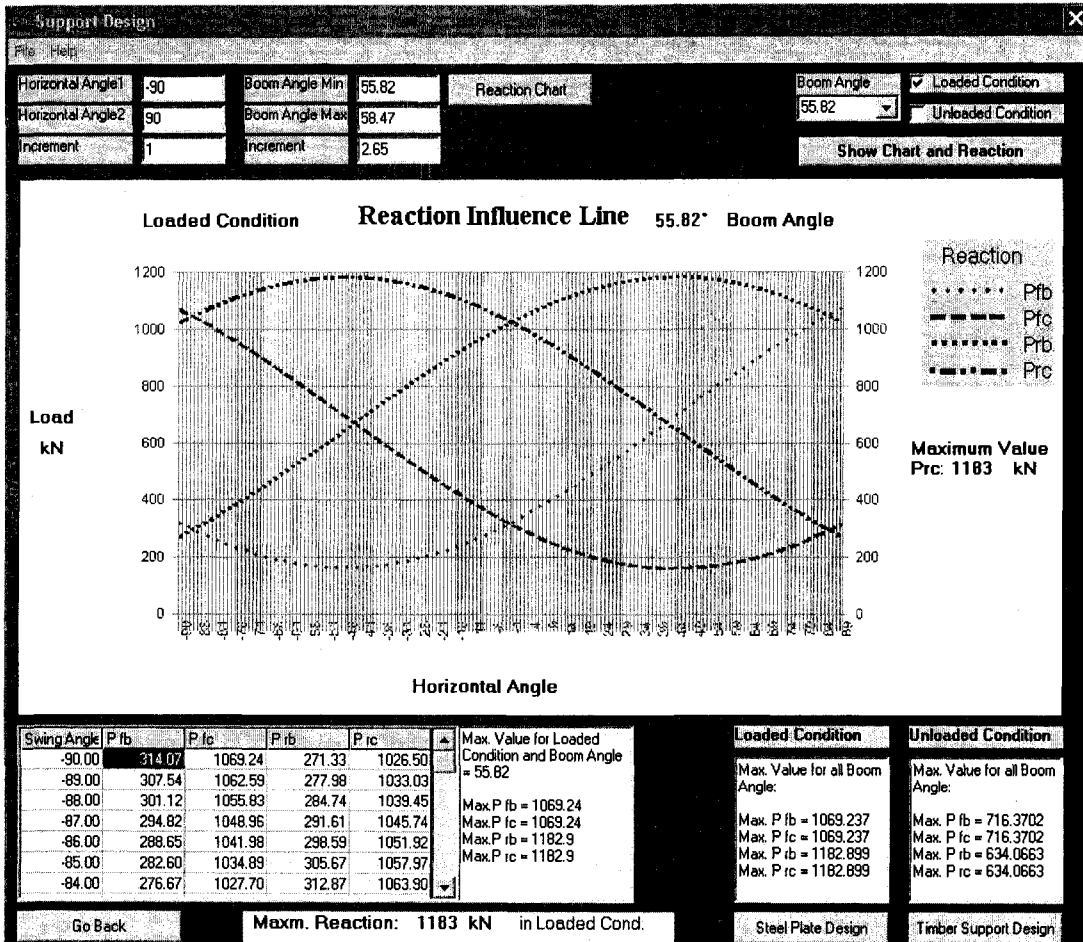 Support Design
File Help
Horizontal Angle1 -90 Boom Angle Min 55.82 Reaction Chart Boom Angle Loaded Condition
Horizontal Angle2 90 Boom Angle Max 58.47 55.82 Unloaded Condition
Increment 1 Increment 2.65 Show Chart and Reaction
Loaded Condition Reaction Influence Line 55.82° Boom Angle
Reaction
Pfb
Pfc
Prb
Prc
1200 1200
1000 1000
800 800
600 600
400 400
200 200
0 0
Load
kN
Maximum Value
Prc: 1183 kN
Horizontal Angle
Swing Angle P fb P fc P rb P rc
-90.00 314.07 1069.24 271.33 1026.50
-89.00 307.54 1062.59 277.98 1033.03
-88.00 301.12 1055.83 284.74 1039.45
-87.00 294.82 1048.96 291.61 1045.74
-86.00 288.65 1041.98 298.59 1051.92
-85.00 282.60 1034.89 305.67 1057.97
-84.00 276.67 1027.70 312.87 1063.90
Max. Value for Loaded
Condition and Boom Angle
= 55.82
Max.P fb = 1069.24
Max.P fc = 1069.24
Max.P rb = 1182.9
Max.P rc = 1182.9
Loaded Condition
Max. Value for all Boom
Angle:
Max. P fb = 1069.237
Max. P fc = 1069.237
Max. P rb = 1182.899
Max. P rc = 1182.899
Unloaded Condition
Max. Value for all Boom
Angle:
Max. P fb = 716.3702
Max. P fc = 716.3702
Max. P rb = 634.0663
Max. P rc = 634.0663
Go Back Maxm. Reaction: 1183 kN in Loaded Cond. Steel Plate Design Timber Support Design